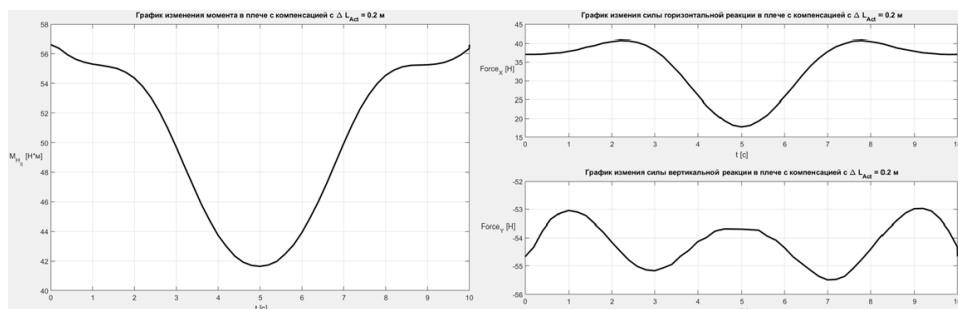 График изменения момента в плече с компенсацией с Δ L_Act = 0.2 м
58
56
54
52
50
48
46
44
42
40
M_H [Н*м]
0 1 2 3 4 5 6 7 8 9 10
t [с]
График измения силы горизонтальной реакции в плече с компенсацией с Δ L_Act = 0.2 м
45
40
35
30
25
20
15
Force_X [Н]
0 1 2 3 4 5 6 7 8 9 10
t [с]
График измения силы вертикальной реакции в плече с компенсацией с Δ L_Act = 0.2 м
-52
-53
-54
-55
-56
Force_Y [Н]
0 1 2 3 4 5 6 7 8 9 10